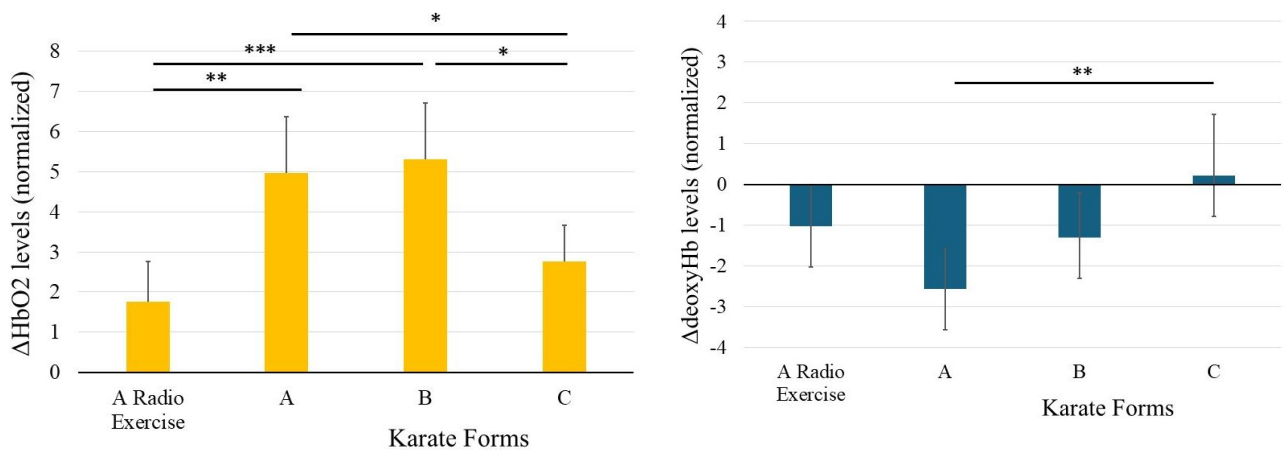 ΔHbO2 levels (normalized)
8
7
6
5
4
3
2
1
0
*
***
*
**
A Radio
Exercise
A
B
C
Karate Forms
ΔdeoxyHb levels (normalized)
4
3
2
1
0
-1
-2
-3
-4
**
A Radio
Exercise
A
B
C
Karate Forms